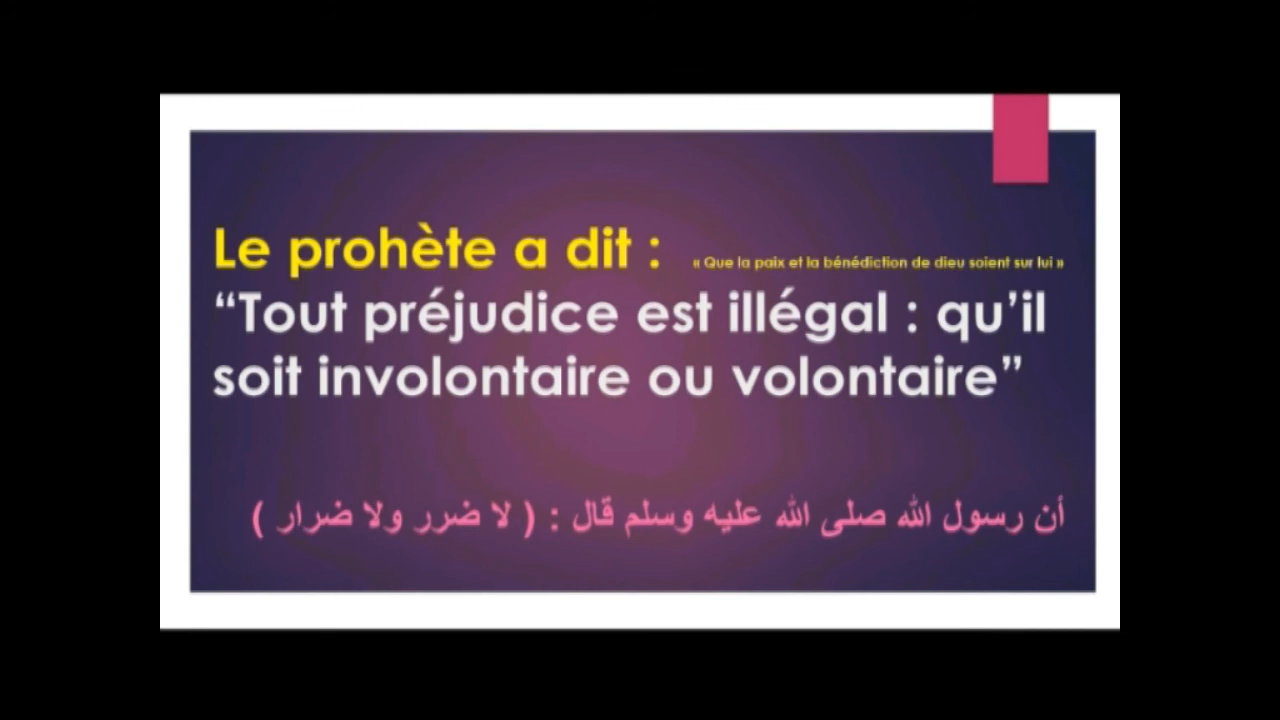 Le prohète a dit : « Que la paix et la bénédiction de dieu soient sur lui »
“Tout préjudice est illégal : qu’il
soit involontaire ou volontaire”
أن رسول الله صلى الله عليه وسلم قال : ( لا ضرر ولا ضرار )